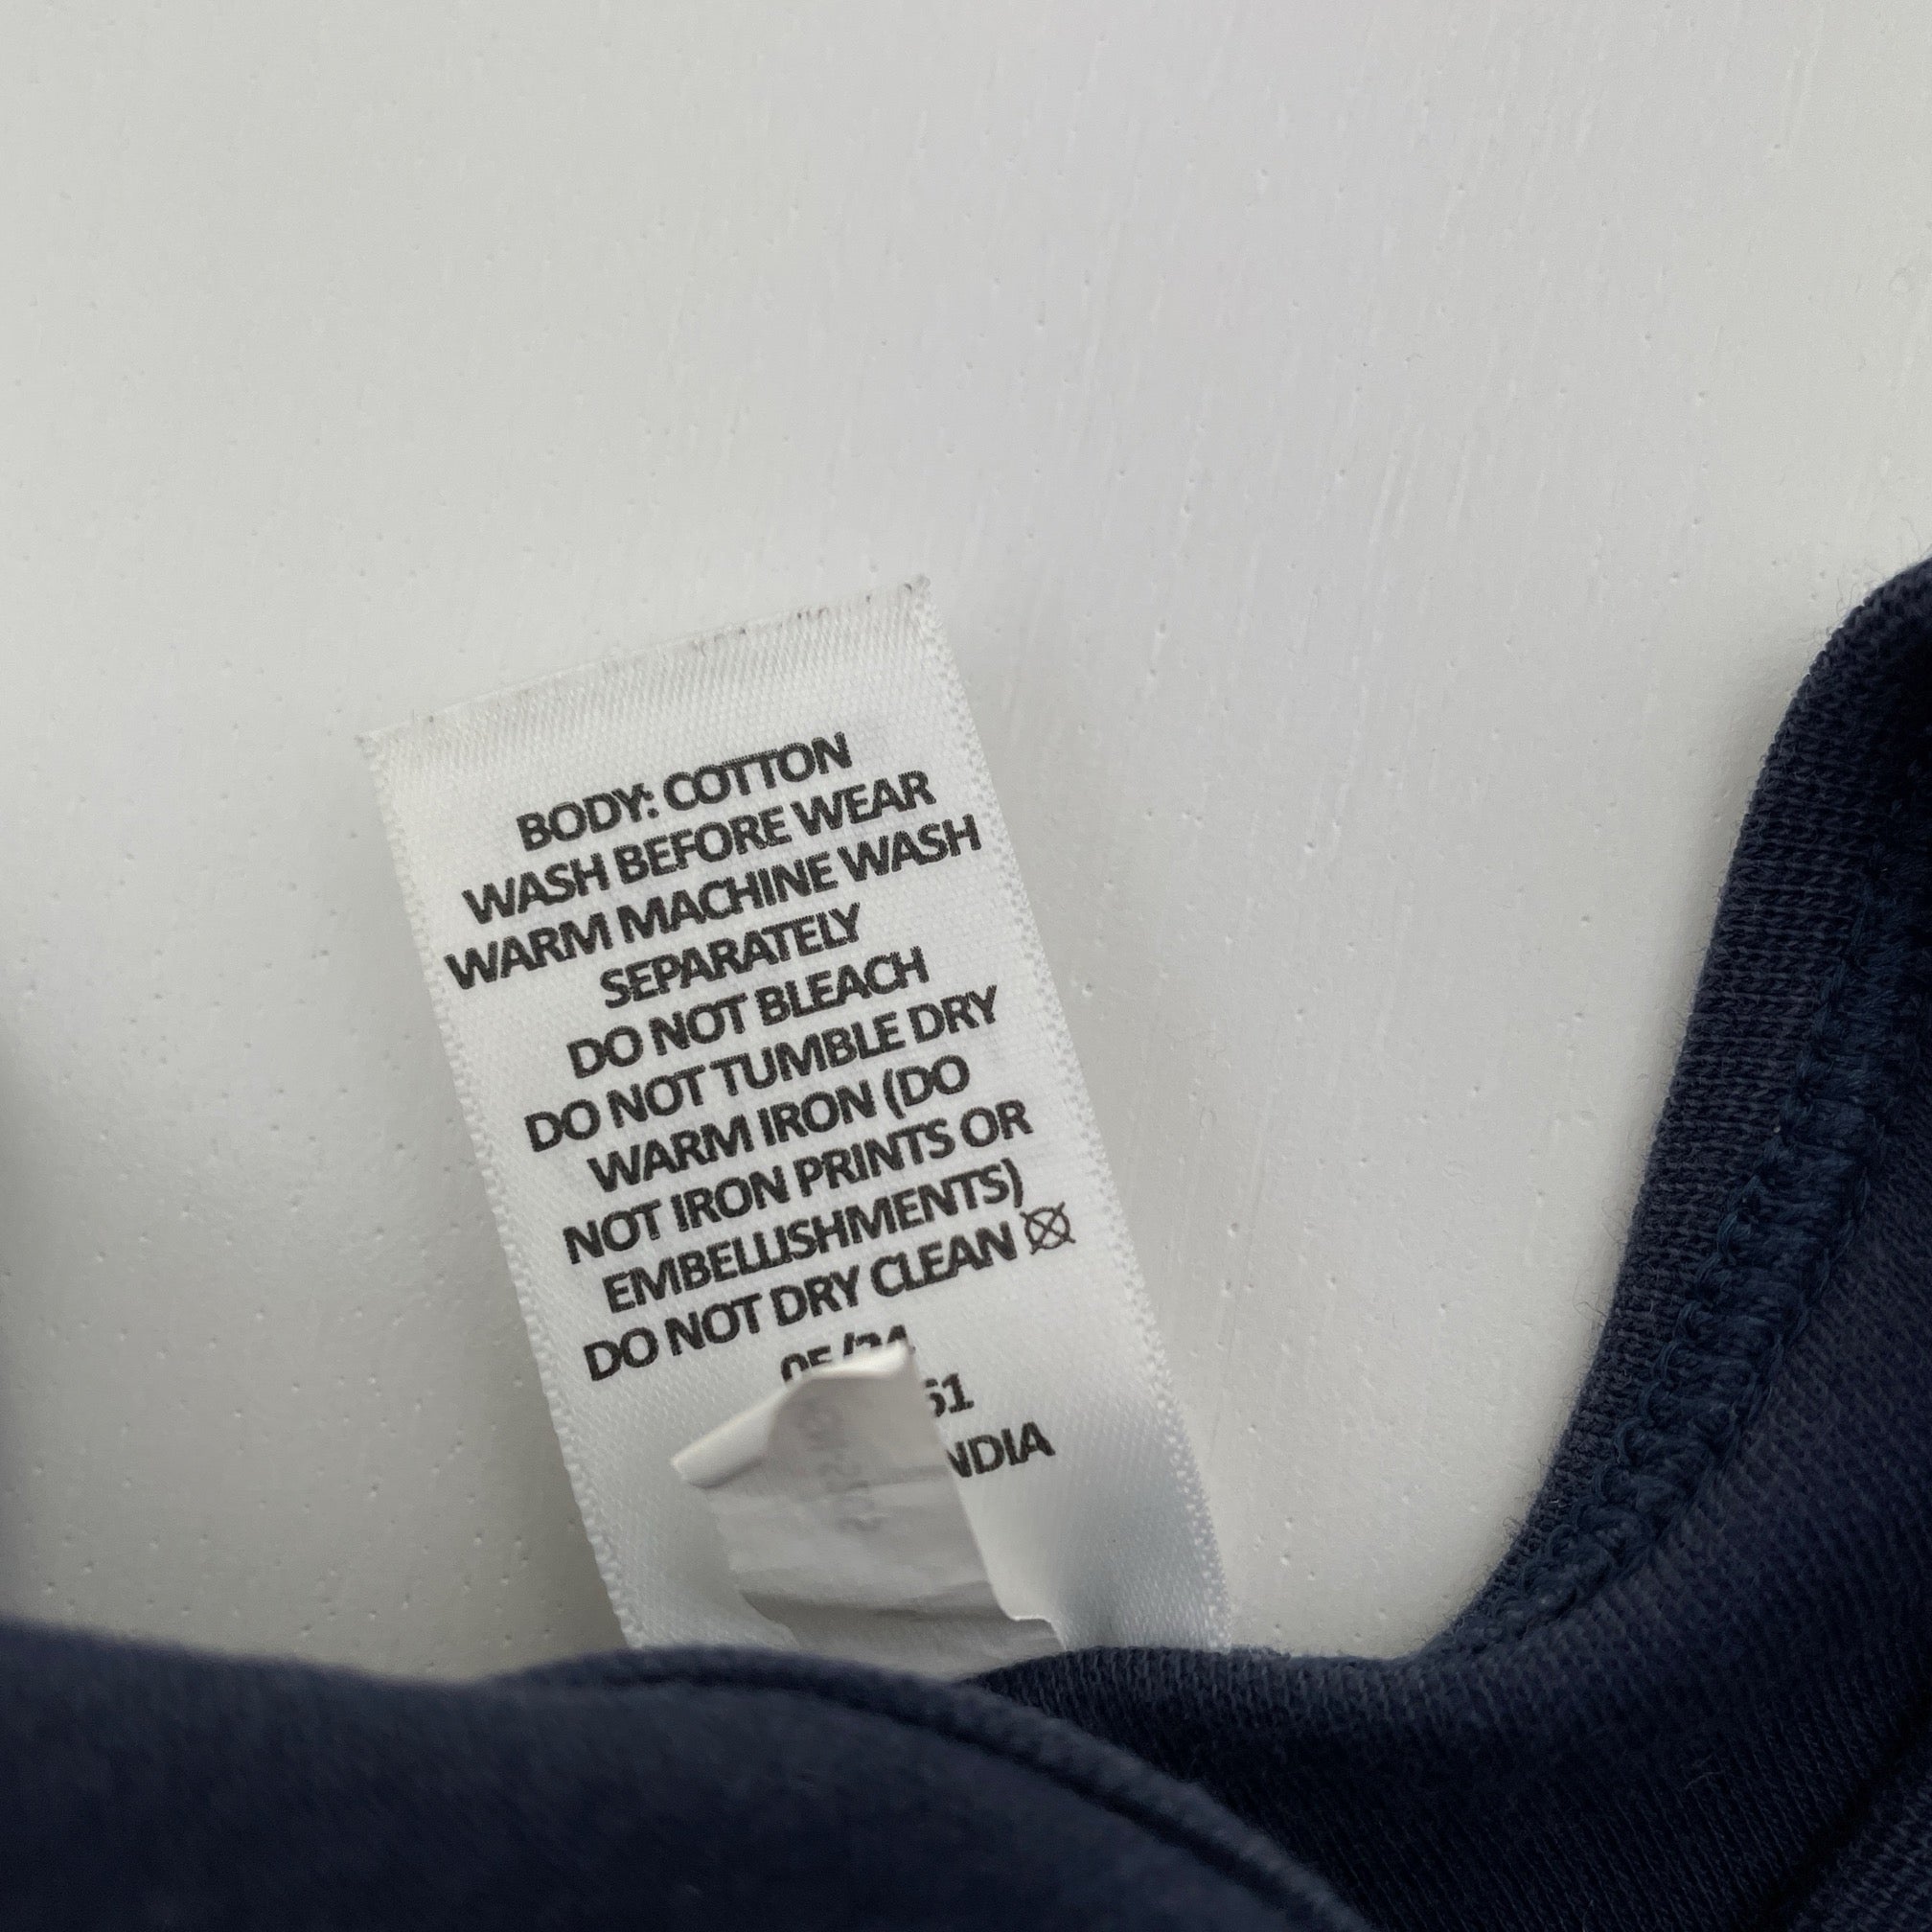 BODY: COTTON
WASH BEFORE WEAR
WARM MACHINE WASH
SEPARATELY
DO NOT BLEACH
DO NOT TUMBLE DRY
WARM IRON (DO
NOT IRON PRINTS OR
EMBELLISHMENTS)
DO NOT DRY CLEAN